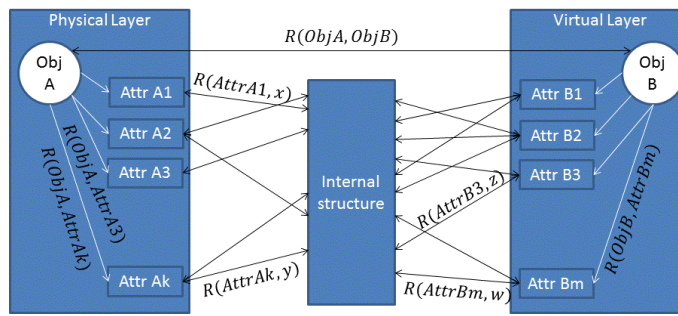 Physical Layer
Virtual Layer
R(ObjA, ObjB)
Obj
A
Obj
B
Attr A1
R(AttrA1, x)
Attr B1
Attr A2
Attr B2
Attr A3
Attr B3
R(ObjA, AttrA3)
R(ObjA, AttrAk)
Internal
structure
R(AttrB3, z)
R(ObjB, AttrBm)
Attr Ak
R(AttrAk, y)
Attr Bm
R(AttrBm, w)